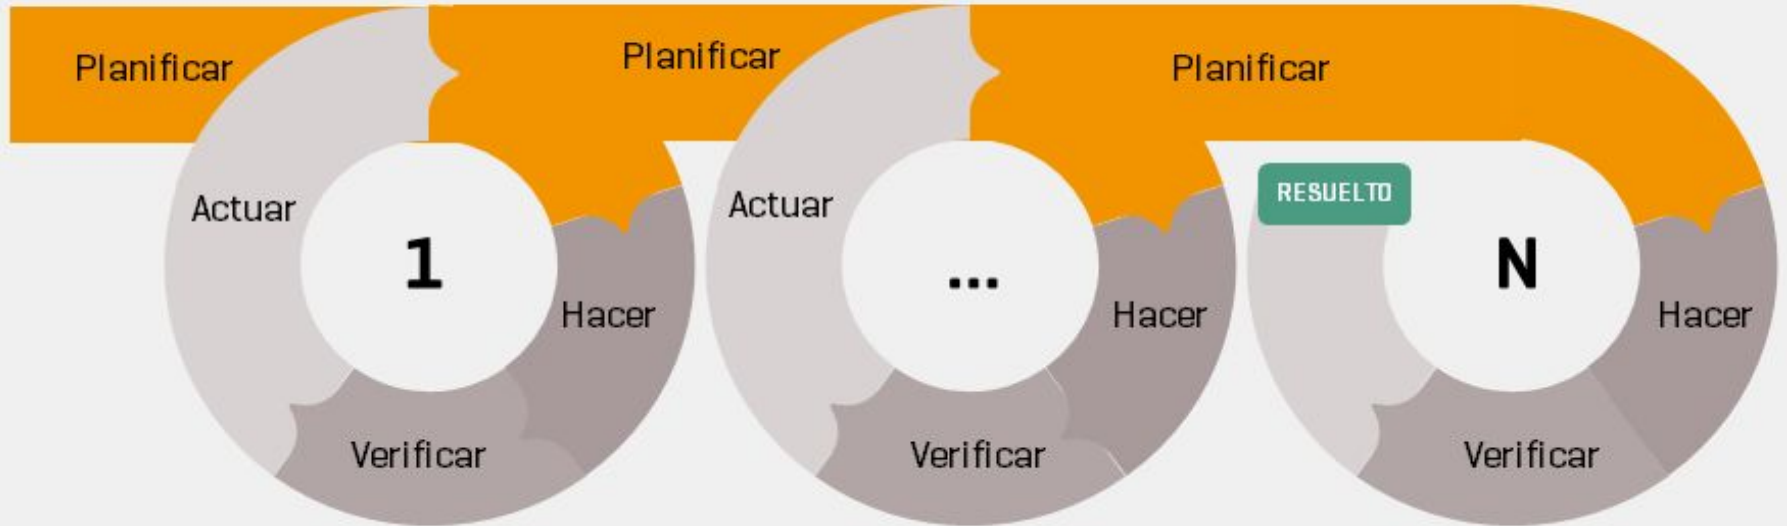 Planificar
Planificar
Planificar
Actuar
1
Hacer
Verificar
Actuar
...
Hacer
Verificar
RESUELTO
N
Hacer
Verificar